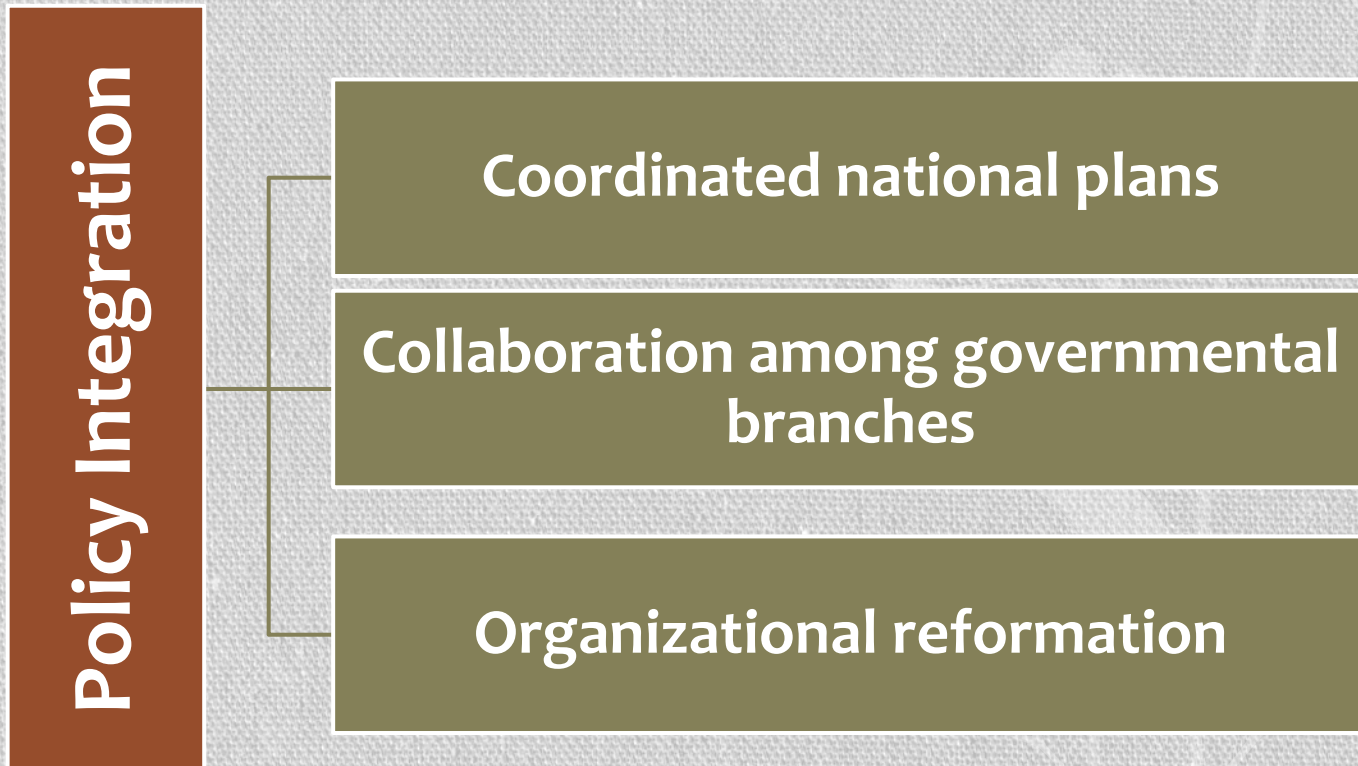 Policy Integration
Coordinated national plans
Collaboration among governmental
branches
Organizational reformation